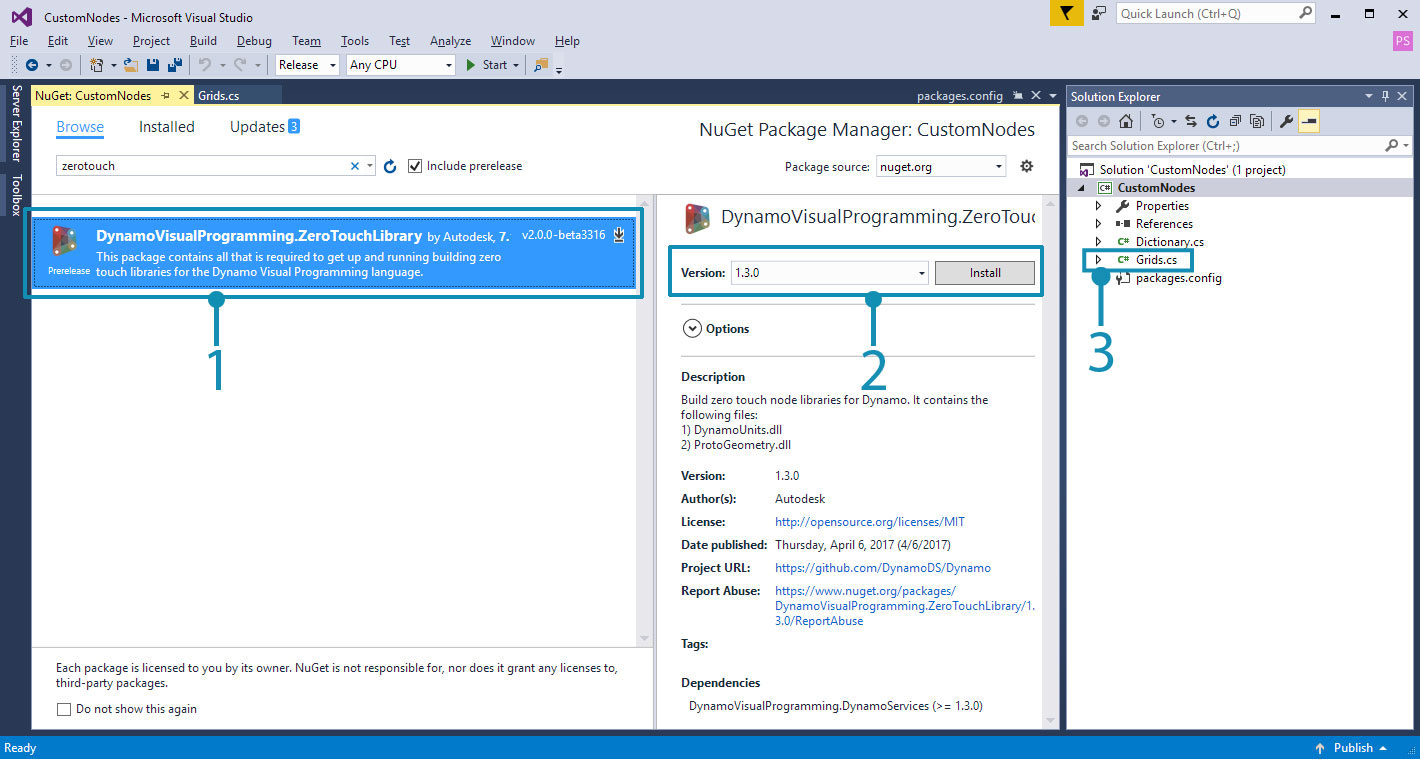 CustomNodes - Microsoft Visual Studio
Quick Launch (Ctrl+Q)
File Edit View Project Build Debug Team Tools Test Analyze Window Help
PS
Release Any CPU Start
Server Explorer
Toolbox
NuGet: CustomNodes Grids.cs packages.config
Browse Installed Updates 3
NuGet Package Manager: CustomNodes
zerotouch
Include prerelease
Package source: nuget.org
DynamoVisualProgramming.ZeroTouchLibrary by Autodesk, 7. v2.0.0-beta3316
Prerelease
This package contains all that is required to get up and running building zero
touch libraries for the Dynamo Visual Programming language.
1
Each package is licensed to you by its owner. NuGet is not responsible for, nor does it grant any licenses to,
third-party packages.
Do not show this again
DynamoVisualProgramming.ZeroTouc
Version: 1.3.0 Install
2
Options
Description
Build zero touch node libraries for Dynamo. It contains the
following files:
1) DynamoUnits.dll
2) ProtoGeometry.dll
Version: 1.3.0
Author(s): Autodesk
License: http://opensource.org/licenses/MIT
Date published: Thursday, April 6, 2017 (4/6/2017)
Project URL: https://github.com/DynamoDS/Dynamo
Report Abuse: https://www.nuget.org/packages/
DynamoVisualProgramming.ZeroTouchLibrary/1.
3.0/ReportAbuse
Tags:
Dependencies
DynamoVisualProgramming.DynamoServices (>= 1.3.0)
Solution Explorer
Search Solution Explorer (Ctrl+;)
Solution 'CustomNodes' (1 project)
C# CustomNodes
Properties
References
C# Dictionary.cs
C# Grids.cs
packages.config
3
Ready
Publish